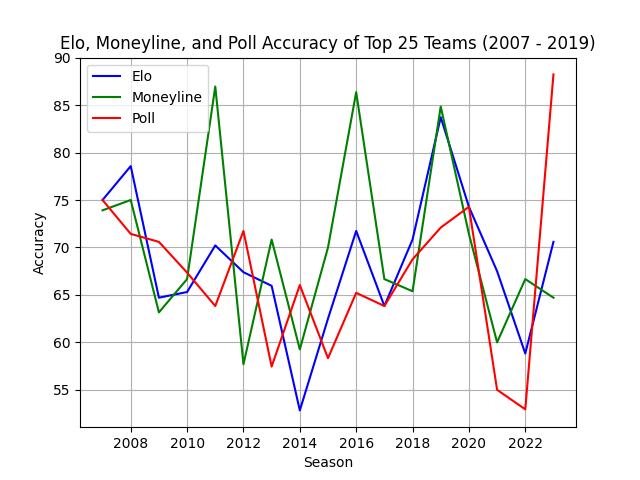 Elo, Moneyline, and Poll Accuracy of Top 25 Teams (2007 - 2019)
Elo
Moneyline
Poll
90
85
80
75
70
65
60
55
Accuracy
2008 2010 2012 2014 2016 2018 2020 2022
Season